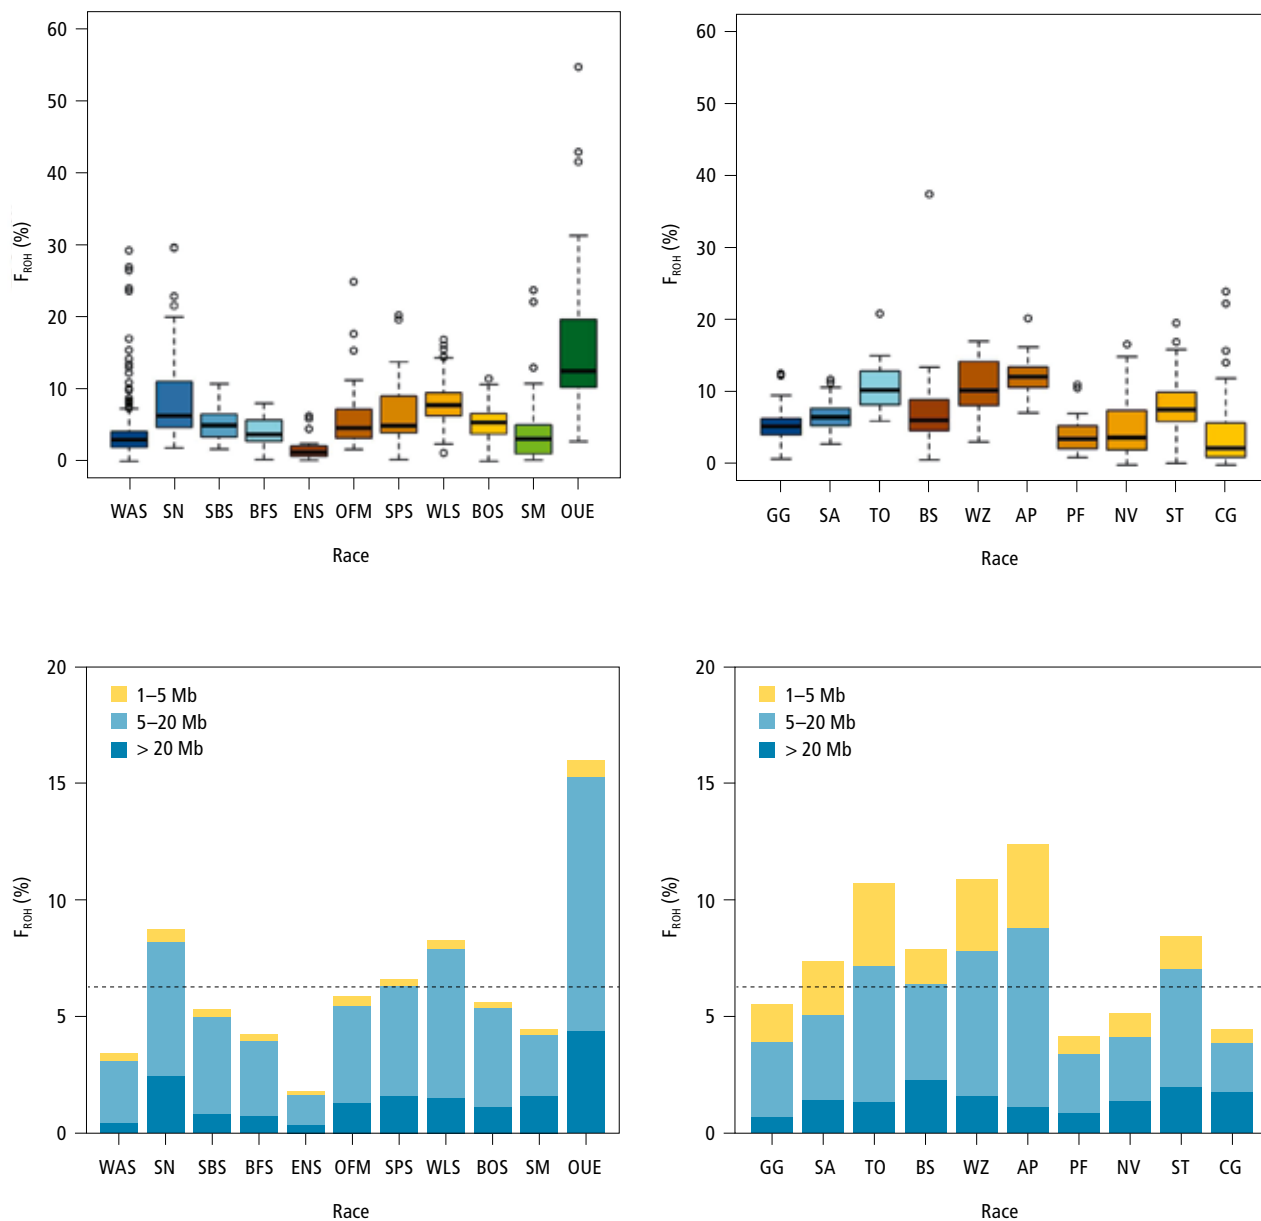 60
50
40
30
20
10
0
F_ROH (%)
WAS SN SBS BFS ENS OFM SPS WLS BOS SM OUE
Race
60
50
40
30
20
10
0
F_ROH (%)
GG SA TO BS WZ AP PF NV ST CG
Race
20
15
10
5
0
F_ROH (%)
1–5 Mb
5–20 Mb
> 20 Mb
WAS SN SBS BFS ENS OFM SPS WLS BOS SM OUE
Race
20
15
10
5
0
F_ROH (%)
1–5 Mb
5–20 Mb
> 20 Mb
GG SA TO BS WZ AP PF NV ST CG
Race